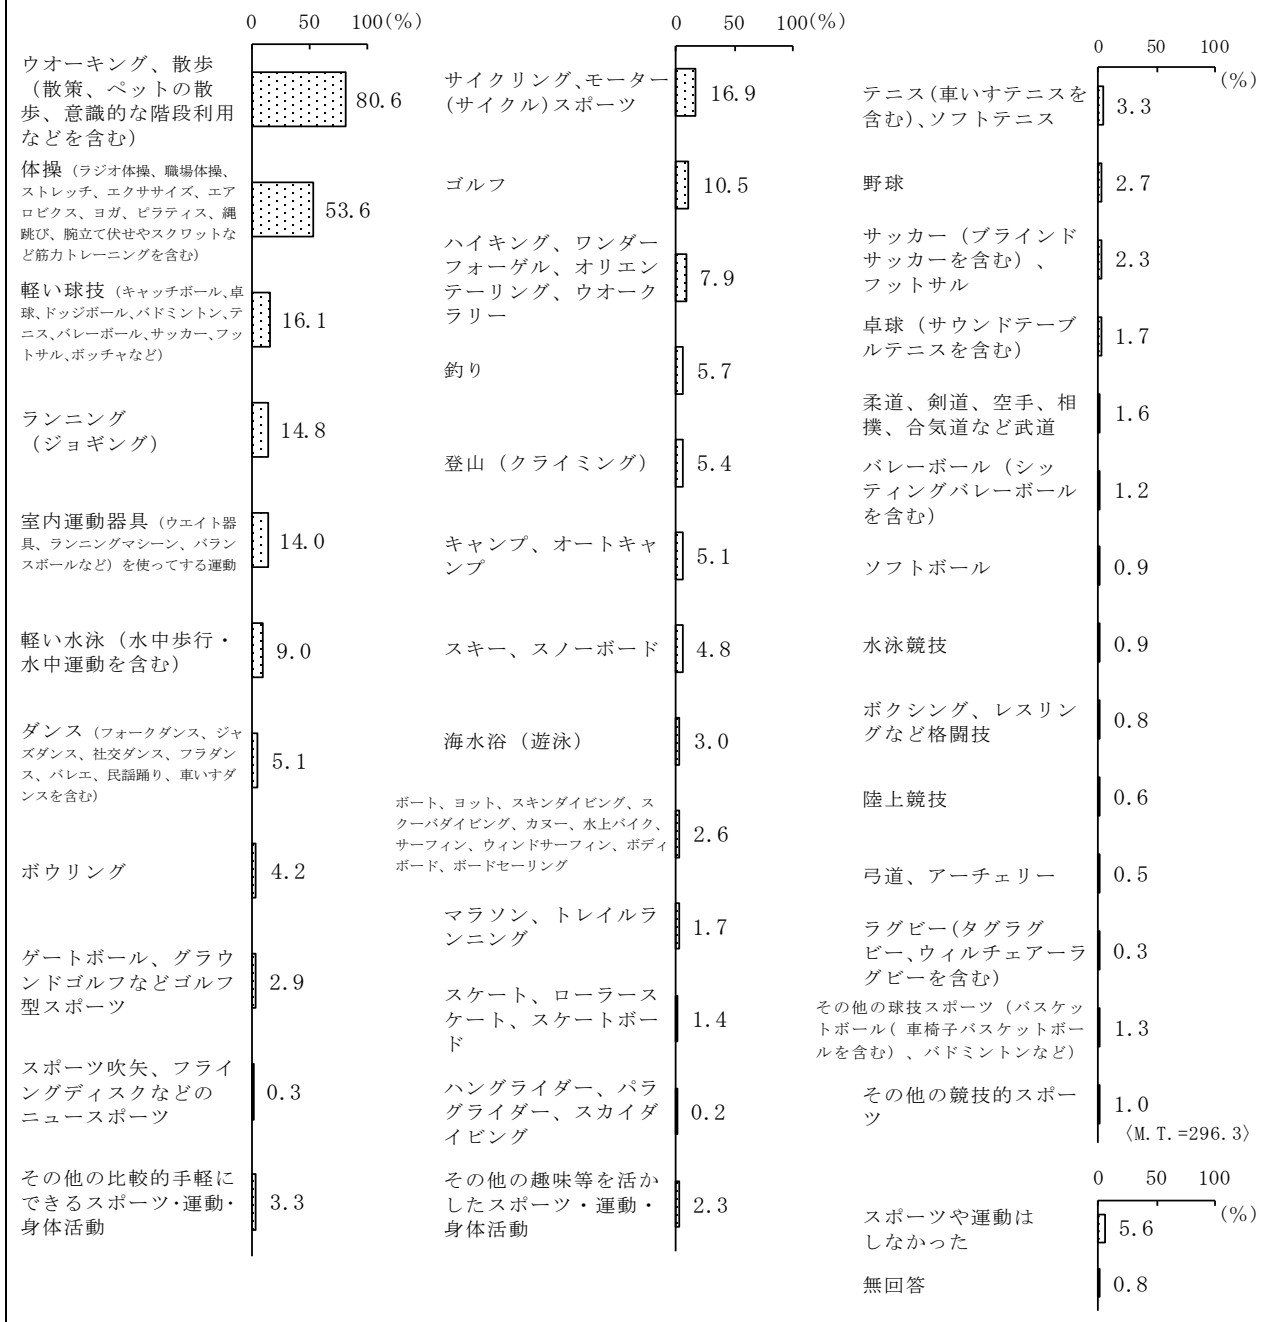 0 50 100(%)
ウオーキング、散歩
（散策、ペットの散
歩、意識的な階段利用
などを含む）
80.6
体操（ラジオ体操、職場体操、
ストレッチ、エクササイズ、エア
ロビクス、ヨガ、ピラティス、縄
跳び、腕立て伏せやスクワットな
ど筋力トレーニングを含む）
53.6
軽い球技（キャッチボール､卓
球､ドッジボール､バドミントン､テ
ニス､バレーボール､サッカー､フッ
トサル､ボッチャなど）
16.1
ランニング
（ジョギング）
14.8
室内運動器具（ウエイト器
具、ランニングマシーン、バラン
スボールなど）を使ってする運動
14.0
軽い水泳（水中歩行・
水中運動を含む）
9.0
ダンス（フォークダンス、ジャ
ズダンス、社交ダンス、フラダン
ス、バレエ、民謡踊り、車いすダ
ンスを含む）
5.1
ボウリング
4.2
ゲートボール、グラウ
ンドゴルフなどゴルフ
型スポーツ
2.9
スポーツ吹矢、フライ
ングディスクなどの
ニュースポーツ
0.3
その他の比較的手軽に
できるスポーツ･運動･
身体活動
3.3
0 50 100(%)
サイクリング､モーター
(サイクル)スポーツ
16.9
ゴルフ
10.5
ハイキング、ワンダー
フォーゲル、オリエン
テーリング、ウオーク
ラリー
7.9
釣り
5.7
登山（クライミング）
5.4
キャンプ、オートキャ
ンプ
5.1
スキー、スノーボード
4.8
海水浴（遊泳）
3.0
ボート、ヨット、スキンダイビング、ス
クーバダイビング、カヌー、水上バイク、
サーフィン、ウィンドサーフィン、ボディ
ボード、ボードセーリング
2.6
マラソン、トレイルラ
ンニング
1.7
スケート、ローラース
ケート、スケートボー
ド
1.4
ハングライダー、パラ
グライダー、スカイダ
イビング
0.2
その他の趣味等を活か
したスポーツ・運動・
身体活動
2.3
0 50 100
(%)
テニス(車いすテニスを
含む)､ソフトテニス
3.3
野球
2.7
サッカー（ブラインド
サッカーを含む）、
フットサル
2.3
卓球（サウンドテーブ
ルテニスを含む）
1.7
柔道、剣道、空手、相
撲、合気道など武道
1.6
バレーボール（シッ
ティングバレーボール
を含む）
1.2
ソフトボール
0.9
水泳競技
0.9
ボクシング、レスリン
グなど格闘技
0.8
陸上競技
0.6
弓道、アーチェリー
0.5
ラグビー(タグラグ
ビー､ウィルチェアーラ
グビーを含む）
0.3
その他の球技スポーツ（バスケッ
トボール( 車椅子バスケットボー
ルを含む）、バドミントンなど）
1.3
その他の競技的スポー
ツ
1.0
〈M.T.=296.3〉
0 50 100
(%)
スポーツや運動は
しなかった
5.6
無回答
0.8